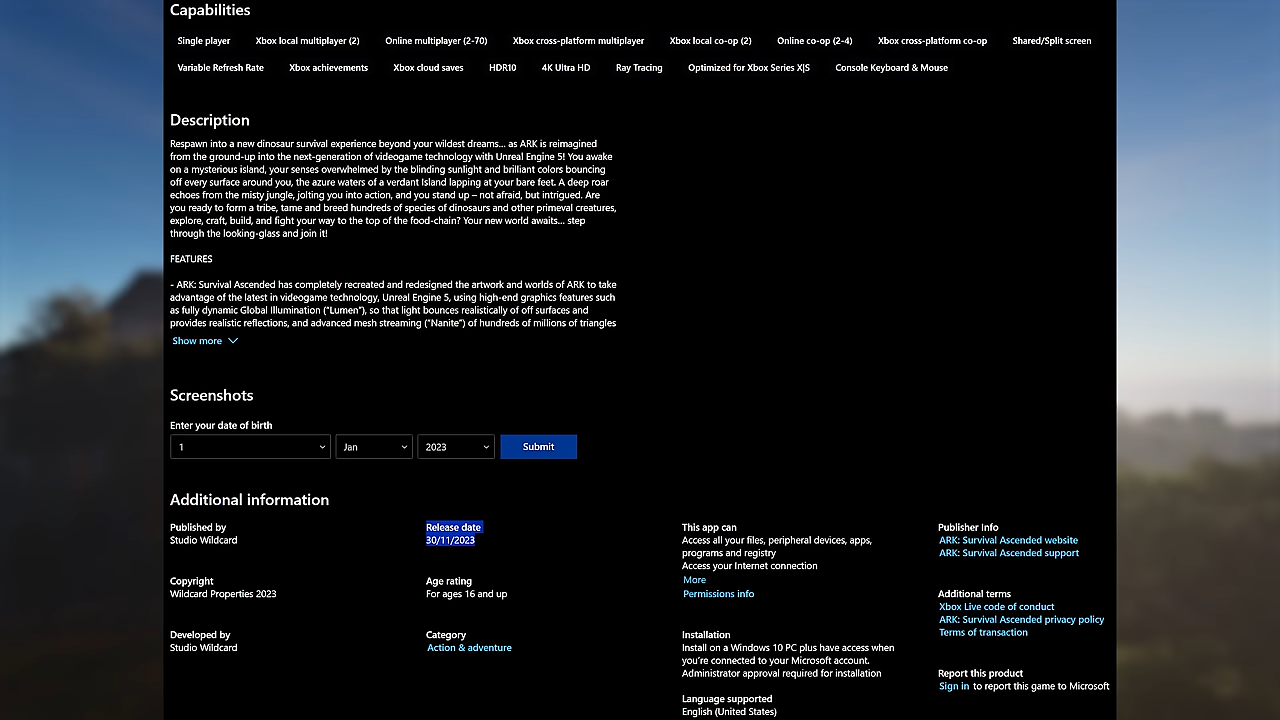 Capabilities
Single player Xbox local multiplayer (2) Online multiplayer (2-70) Xbox cross-platform multiplayer Xbox local co-op (2) Online co-op (2-4) Xbox cross-platform co-op Shared/Split screen
Variable Refresh Rate Xbox achievements Xbox cloud saves HDR10 4K Ultra HD Ray Tracing Optimized for Xbox Series X|S Console Keyboard & Mouse
Description
Respawn into a new dinosaur survival experience beyond your wildest dreams... as ARK is reimagined
from the ground-up into the next-generation of videogame technology with Unreal Engine 5! You awake
on a mysterious island, your senses overwhelmed by the blinding sunlight and brilliant colors bouncing
off every surface around you, the azure waters of a verdant Island lapping at your bare feet. A deep roar
echoes from the misty jungle, jolting you into action, and you stand up – not afraid, but intrigued. Are
you ready to form a tribe, tame and breed hundreds of species of dinosaurs and other primeval creatures,
explore, craft, build, and fight your way to the top of the food-chain? Your new world awaits... step
through the looking-glass and join it!
FEATURES
- ARK: Survival Ascended has completely recreated and redesigned the artwork and worlds of ARK to take
advantage of the latest in videogame technology, Unreal Engine 5, using high-end graphics features such
as fully dynamic Global Illumination ("Lumen"), so that light bounces realistically of off surfaces and
provides realistic reflections, and advanced mesh streaming ("Nanite") of hundreds of millions of triangles
Show more
Screenshots
Enter your date of birth
1 Jan 2023 Submit
Additional information
Published by
Studio Wildcard
Release date
30/11/2023
This app can
Access all your files, peripheral devices, apps,
programs and registry
Access your Internet connection
More
Permissions info
Publisher Info
ARK: Survival Ascended website
ARK: Survival Ascended support
Copyright
Wildcard Properties 2023
Age rating
For ages 16 and up
Additional terms
Xbox Live code of conduct
ARK: Survival Ascended privacy policy
Terms of transaction
Developed by
Studio Wildcard
Category
Action & adventure
Installation
Install on a Windows 10 PC plus have access when
you're connected to your Microsoft account.
Administrator approval required for installation
Report this product
Sign in to report this game to Microsoft
Language supported
English (United States)